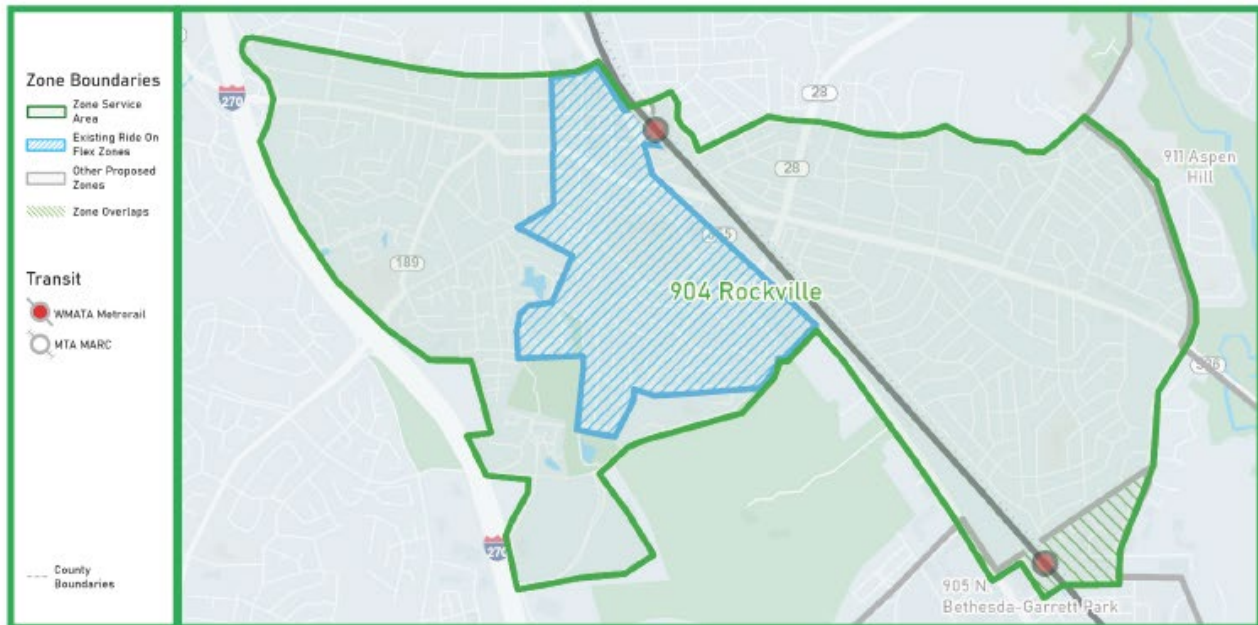 Zone Boundaries
Zone Service
Area
Existing Ride On
Flex Zones
Other Proposed
Zones
Zone Overlaps
Transit
WMATA Metrorail
MTA MARC
County
Boundaries
270
28
911 Aspen
Hill
28
189
904 Rockville
270
905 N.
Bethesda-Garrett Park